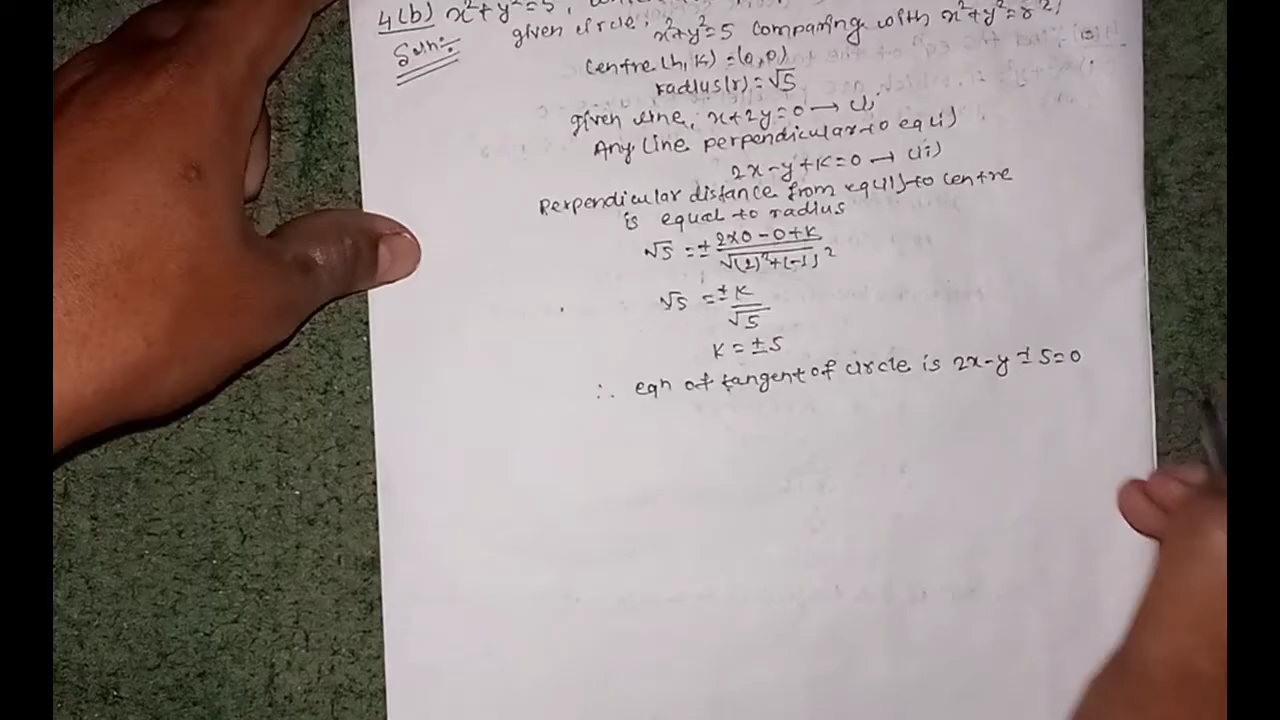 4(b) x²+y²=5,
Solnː- given circle, x²+y²=5 comparing with x²+y²=r²,
Centre (h,k) = (0,0)
radius(r) = √5
given line, x+2y=0 → (i)
Any line perpendicular to eq(i)
2x-y+k=0 → (ii)
Perpendicular distance from eq(ii) to centre
is equal to radius
√5 = ± 2×0-0+k / √(2)²+(-1)²
√5 = ± k / √5
k = ±5
∴ eqn of tangent of circle is 2x-y±5=0